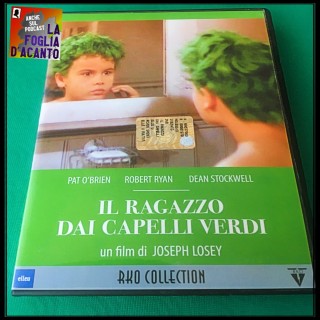 ANCHE
SUL
PODCAST
LA
FOGLIA
D'ACANTO
PAT O'BRIEN ROBERT RYAN DEAN STOCKWELL
IL RAGAZZO
DAI CAPELLI VERDI
un film di JOSEPH LOSEY
elleu
RKO COLLECTION